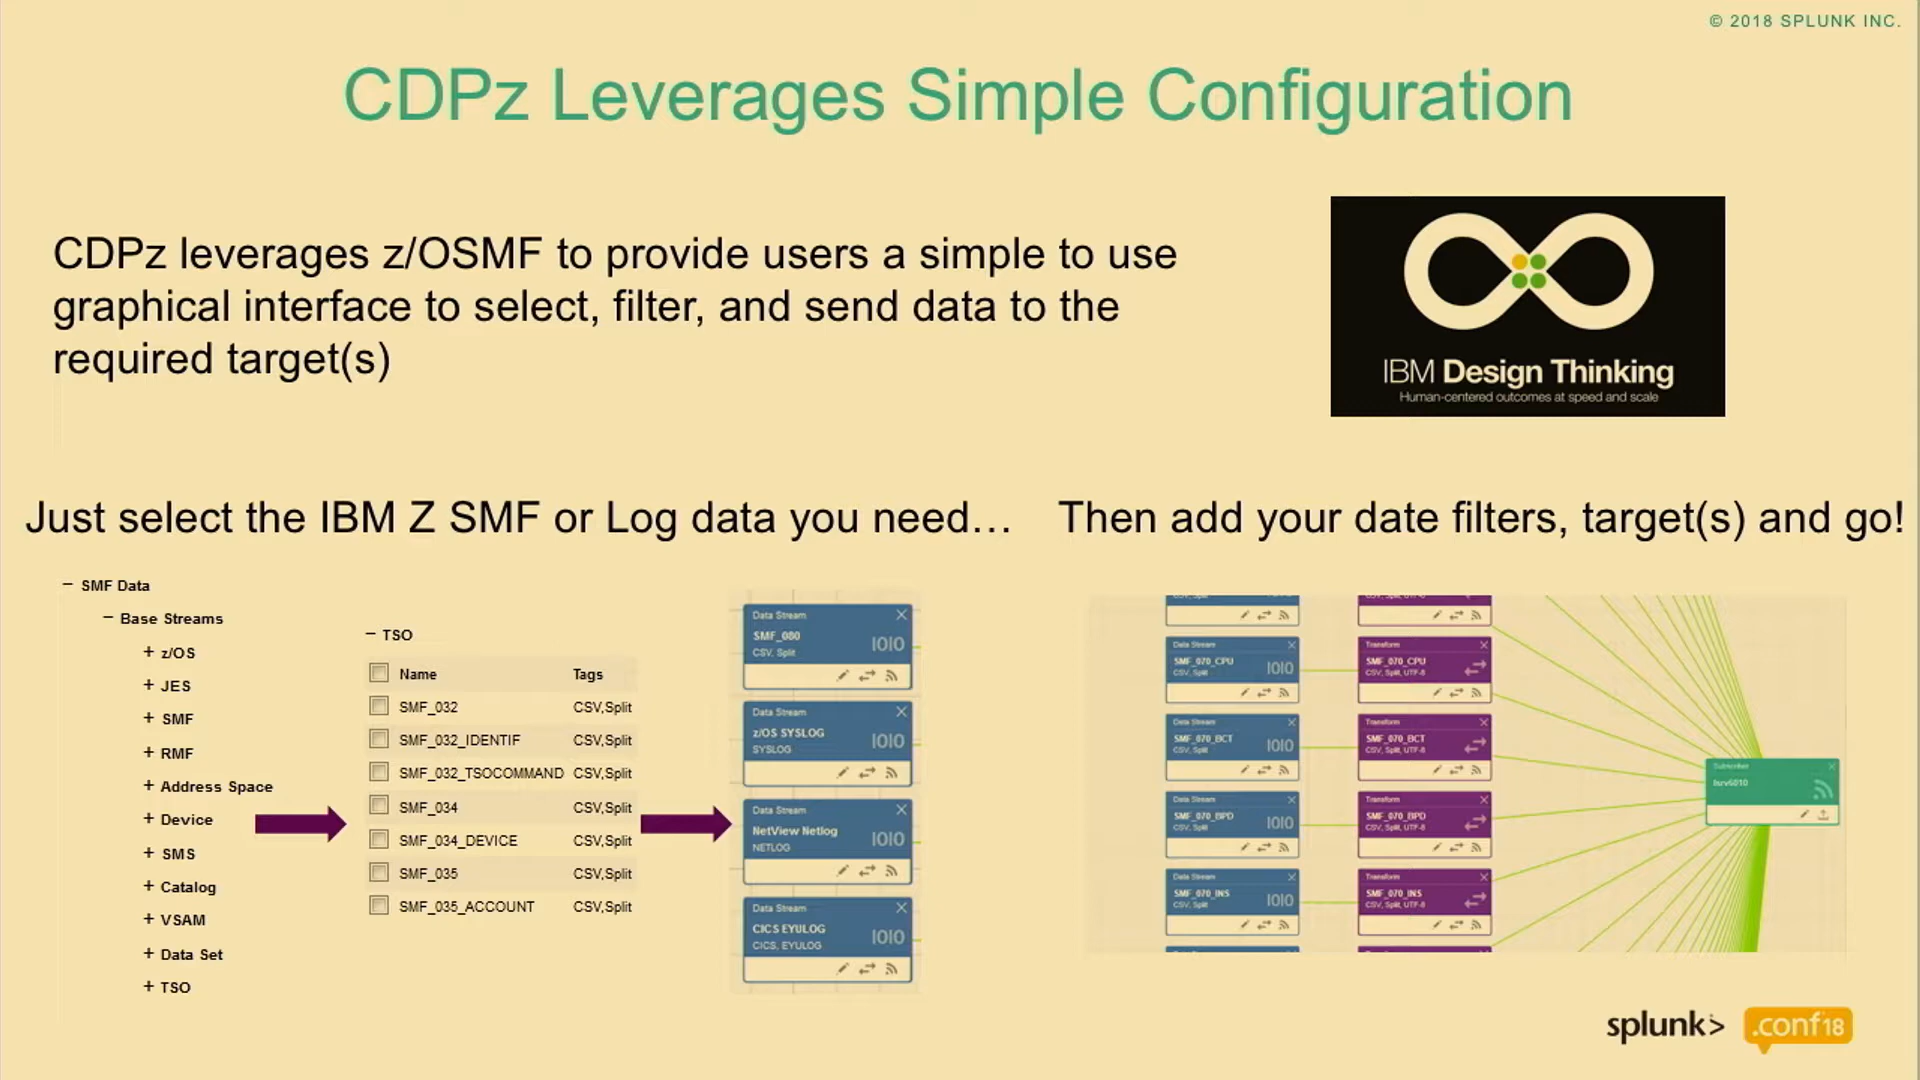 © 2018 SPLUNK INC.
CDPz Leverages Simple Configuration
CDPz leverages z/OSMF to provide users a simple to use
graphical interface to select, filter, and send data to the
required target(s)
IBM Design Thinking
Human-centered outcomes at speed and scale
Just select the IBM Z SMF or Log data you need…
Then add your date filters, target(s) and go!
− SMF Data
− Base Streams
+ z/OS
+ JES
+ SMF
+ RMF
+ Address Space
+ Device
+ SMS
+ Catalog
+ VSAM
+ Data Set
+ TSO
− TSO
Name Tags
SMF_032 CSV,Split
SMF_032_IDENTIF CSV,Split
SMF_032_TSOCOMMAND CSV,Split
SMF_034 CSV,Split
SMF_034_DEVICE CSV,Split
SMF_035 CSV,Split
SMF_035_ACCOUNT CSV,Split
Data Stream
SMF_080
CSV, Split
Data Stream
z/OS SYSLOG
SYSLOG
Data Stream
NetView Netlog
NETLOG
Data Stream
CICS EYULOG
CICS, EYULOG
Data Stream
SMF_070_CPU
CSV, Split
Transform
SMF_070_CPU
CSV, Split, UTF-8
Data Stream
SMF_070_BCT
CSV, Split
Transform
SMF_070_BCT
CSV, Split, UTF-8
Data Stream
SMF_070_BPD
CSV, Split
Transform
SMF_070_BPD
CSV, Split, UTF-8
Data Stream
SMF_070_INS
CSV, Split
Transform
SMF_070_INS
CSV, Split, UTF-8
Subscriber
splunk>
.conf18